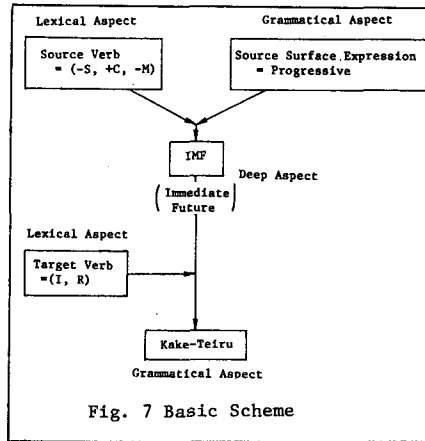 Lexical Aspect
Grammatical Aspect
Source Verb
= (-S, +C, -M)
Source Surface Expression
= Progressive
IMF
Deep Aspect
(Immediate
Future)
Lexical Aspect
Target Verb
=(I, R)
Kake-Teiru
Grammatical Aspect
Fig. 7 Basic Scheme